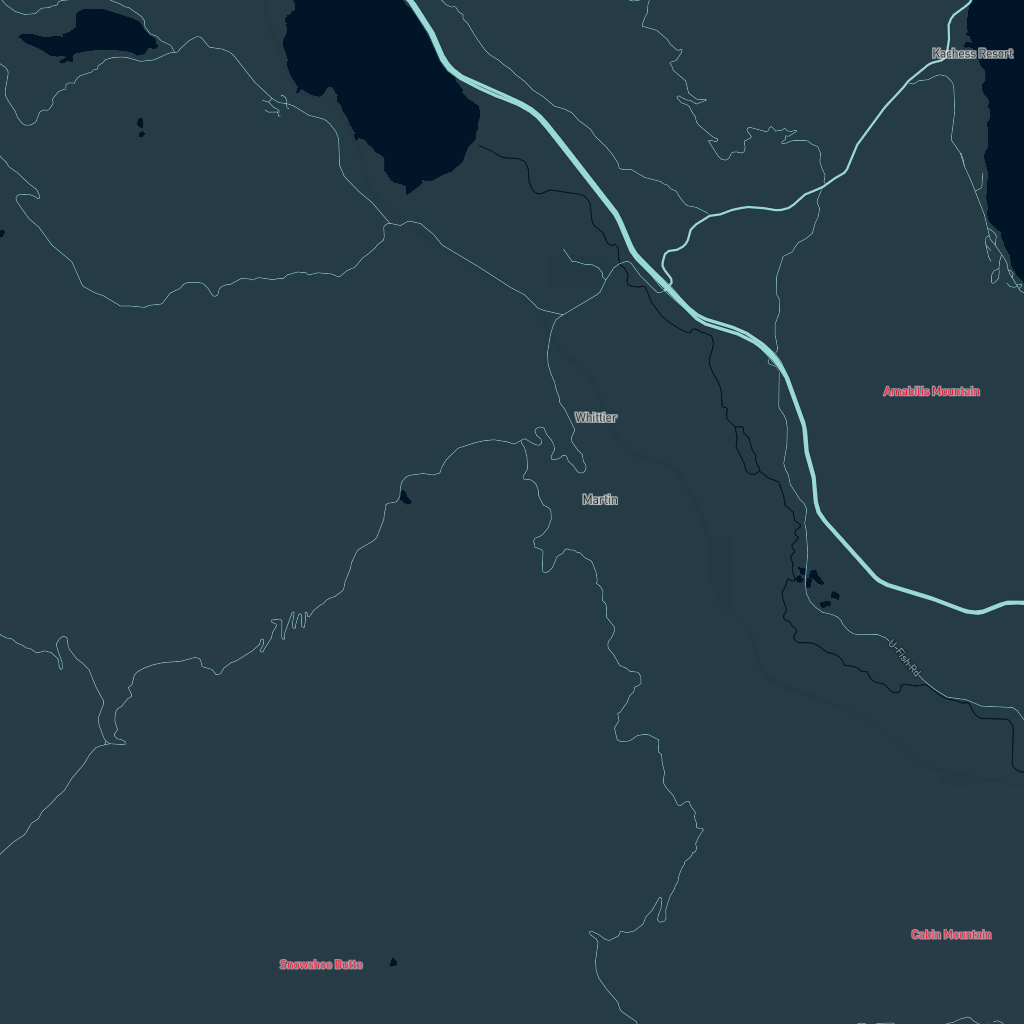 Kachess Resort
Amabilis Mountain
Whittier
Martin
U-Fish Rd
Cabin Mountain
Snowshoe Butte